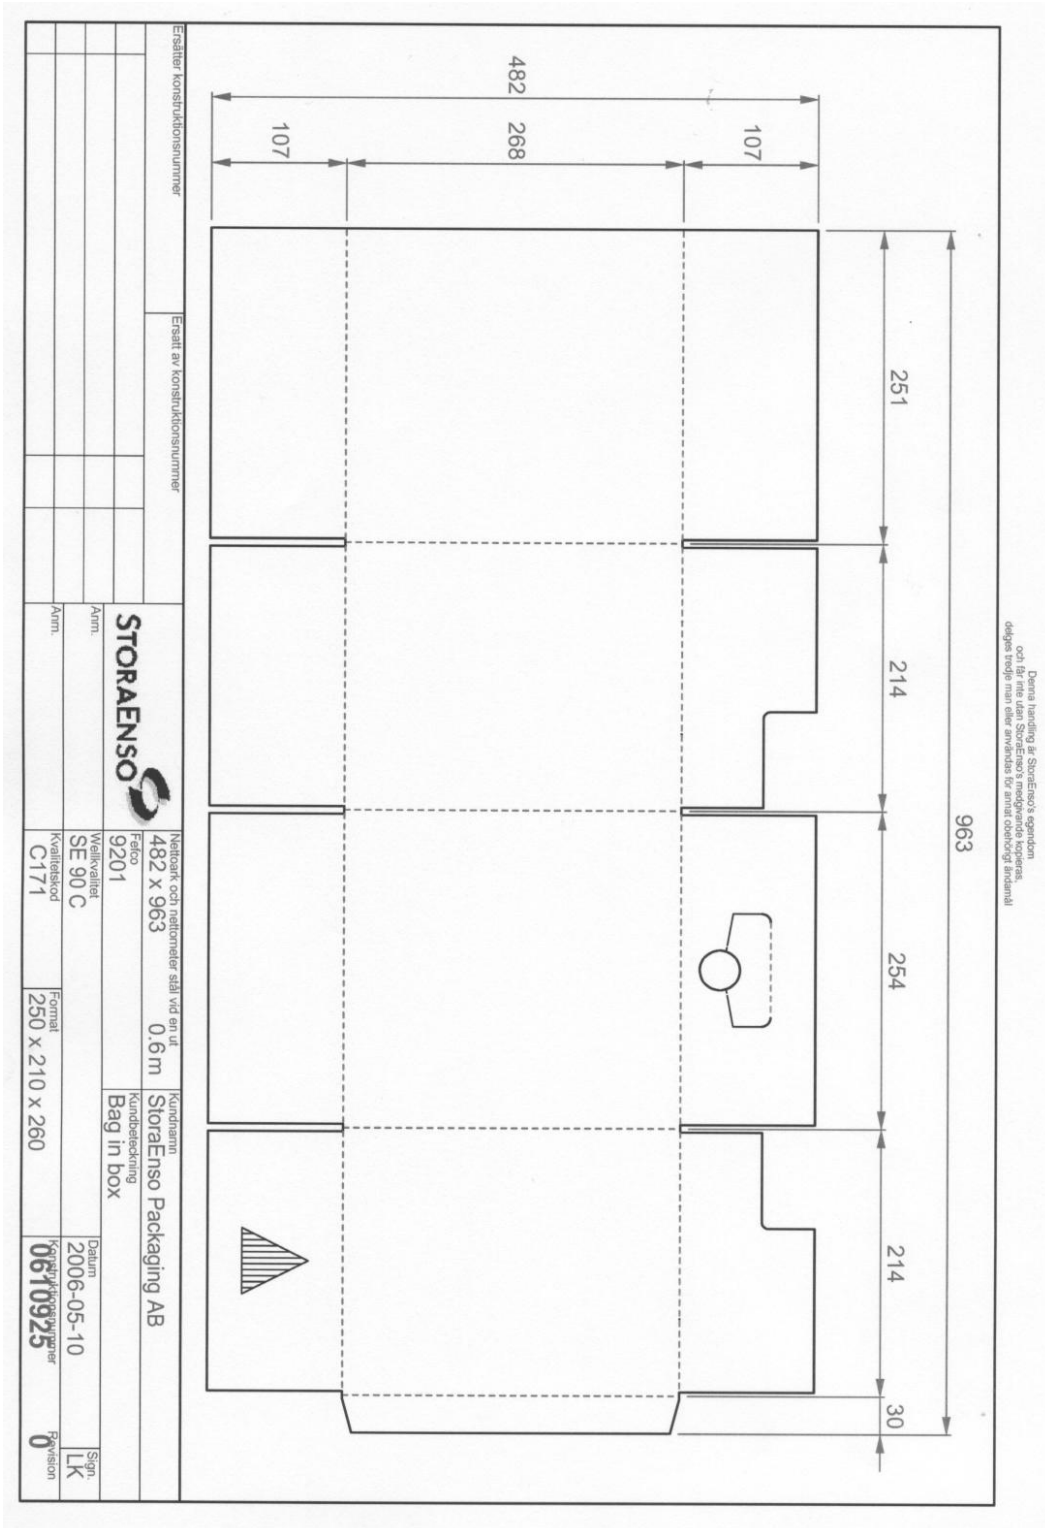 Denna handling är StoraEnso's egendom
och får inte utan StoraEnso's medgivande kopieras,
delges tredje man eller användas för annat obehörigt ändamål
963
251
214
254
214
30
482
107
268
107
Ersätter konstruktionsnummer
Ersatt av konstruktionsnummer
STORAENSO
Anm.
Anm.
Nettoark och nettometer stål vid en ut
482 x 963
0.6 m
Fefco
9201
Wellkvalitet
SE 90 C
Kvalitetskod
C171
Format
250 x 210 x 260
Kundnamn
StoraEnso Packaging AB
Kundbeteckning
Bag in box
Datum
2006-05-10
Sign.
LK
Konstruktionsnummer
0610925
Revision
0